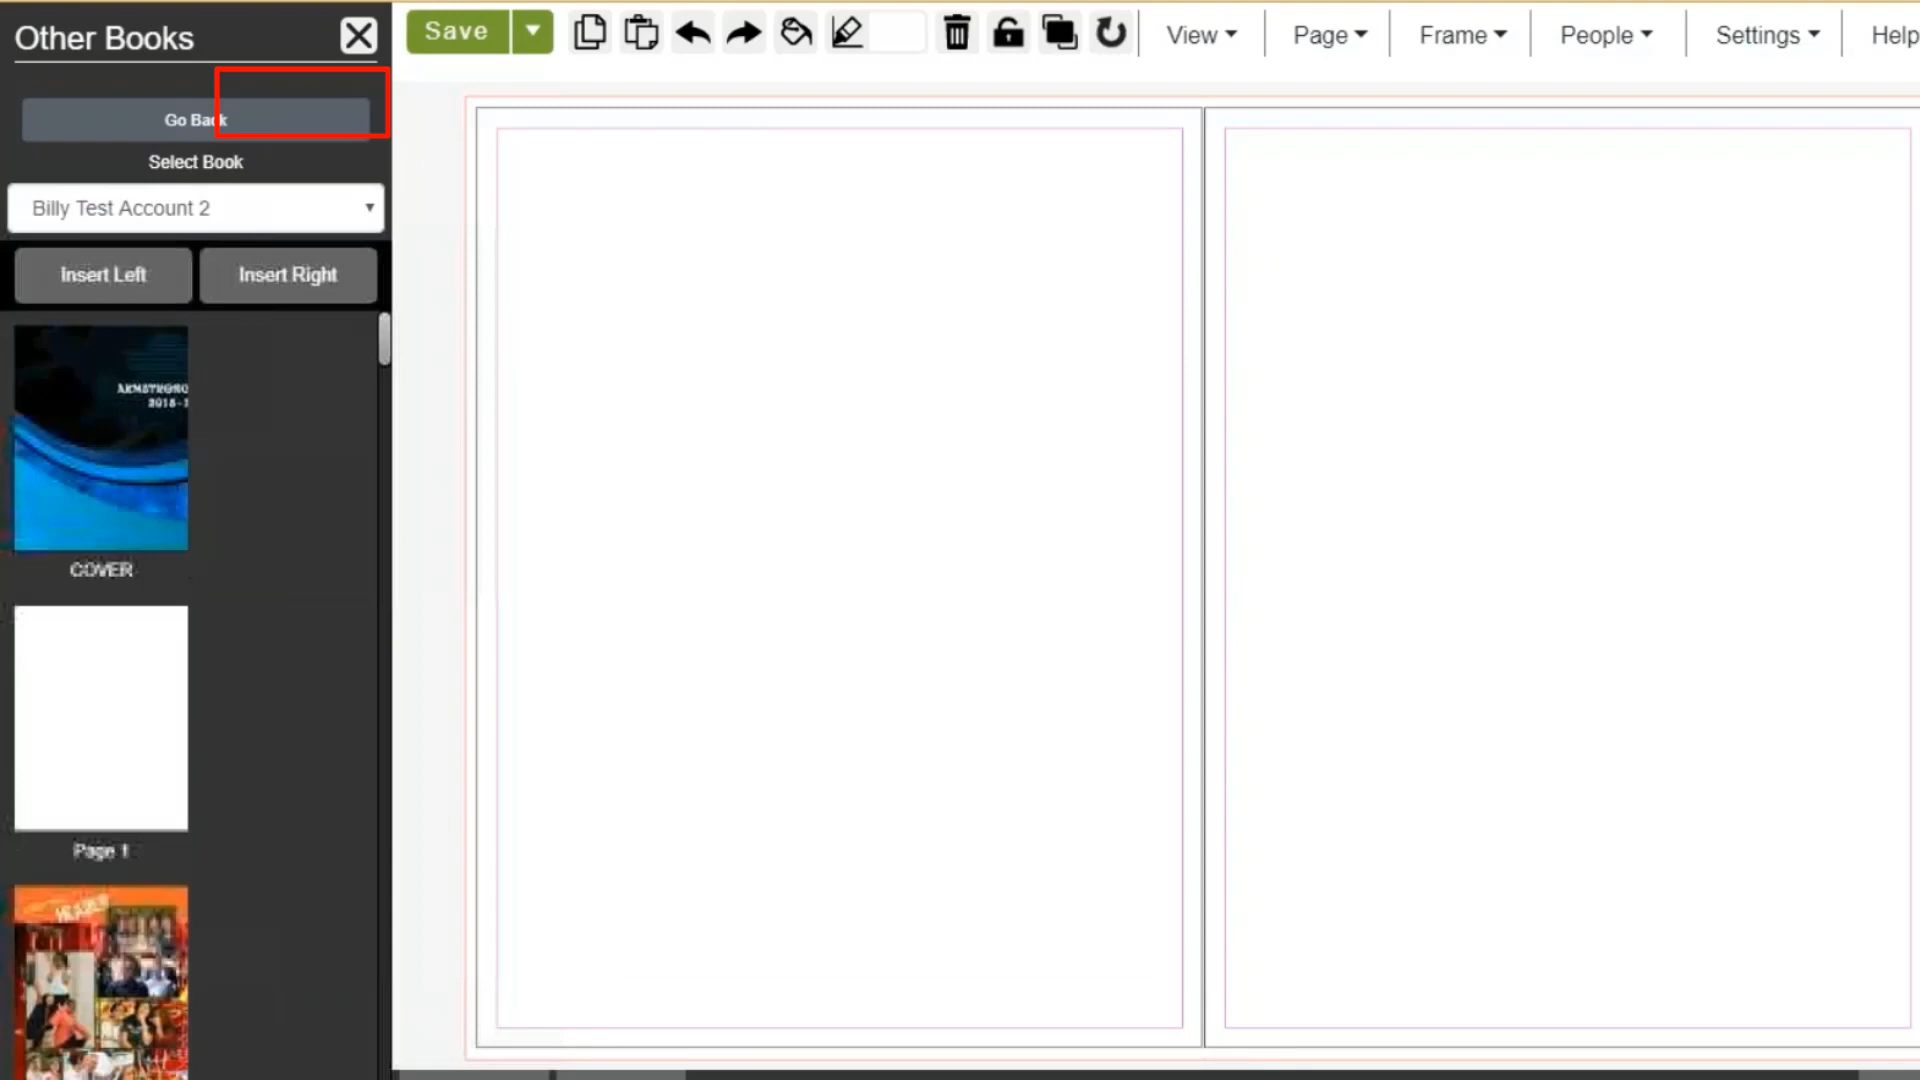 Other Books
Save
View
Page
Frame
People
Settings
Help
Go Back
Select Book
Billy Test Account 2
Insert Left
Insert Right
COVER
Page 1